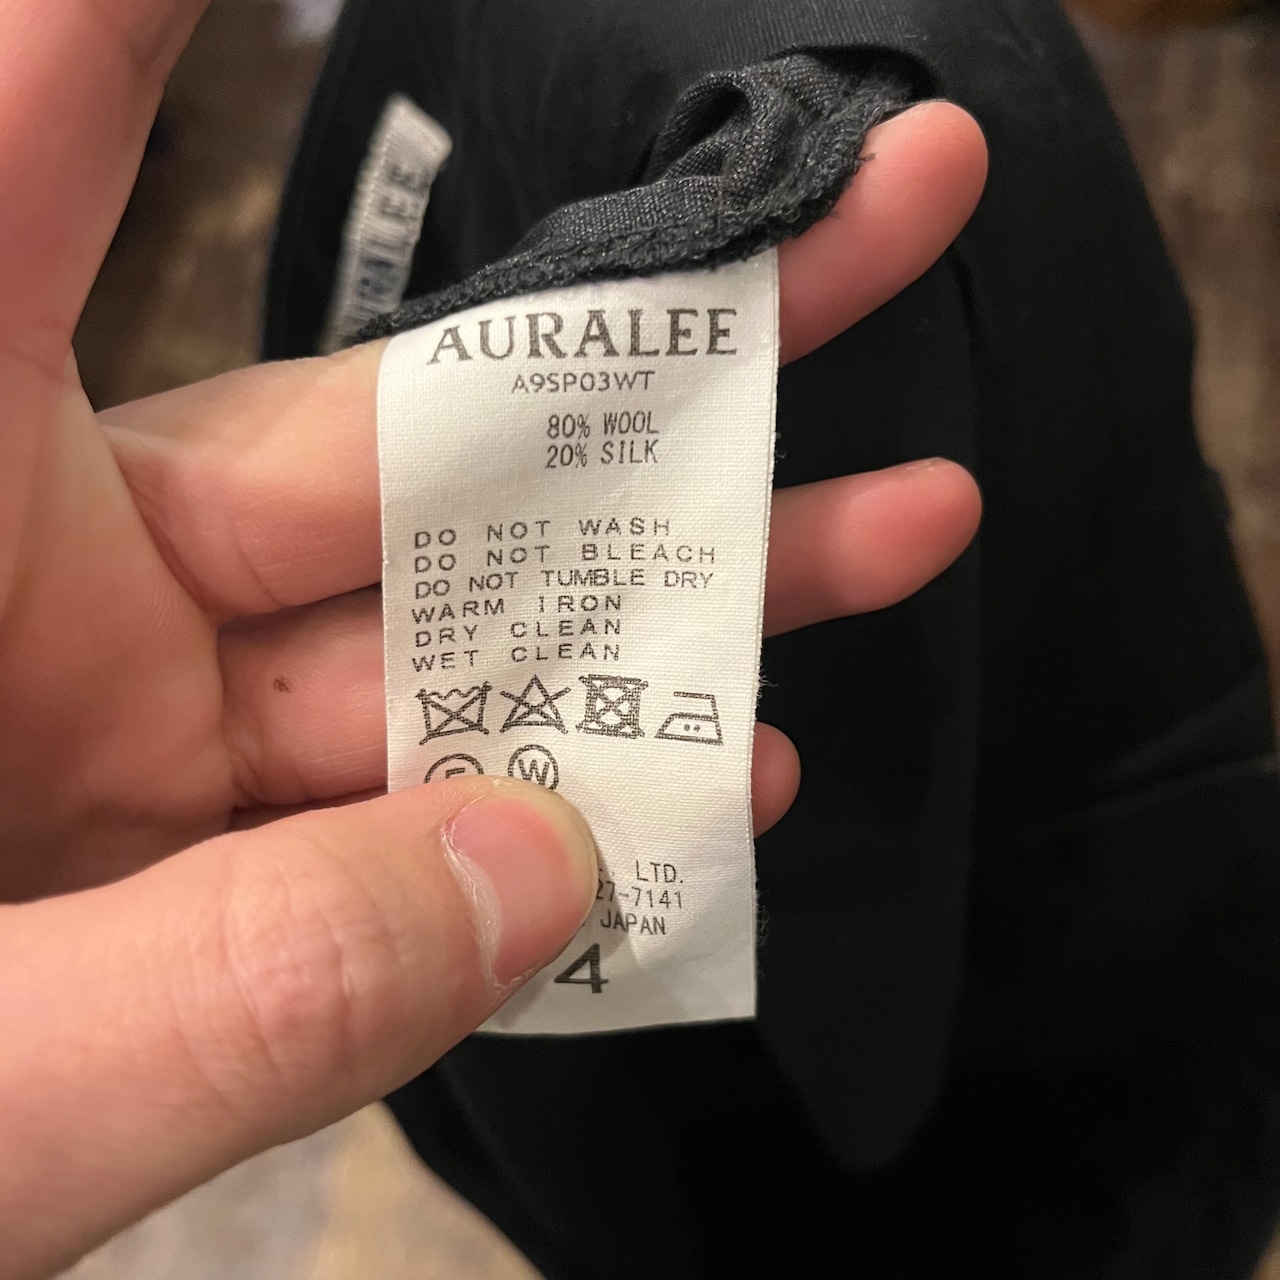 AURALEE
AURALEE
A9SP03WT
80% WOOL
20% SILK
DO NOT WASH
DO NOT BLEACH
DO NOT TUMBLE DRY
WARM IRON
DRY CLEAN
WET CLEAN
W
LTD.
27-7141
JAPAN
4